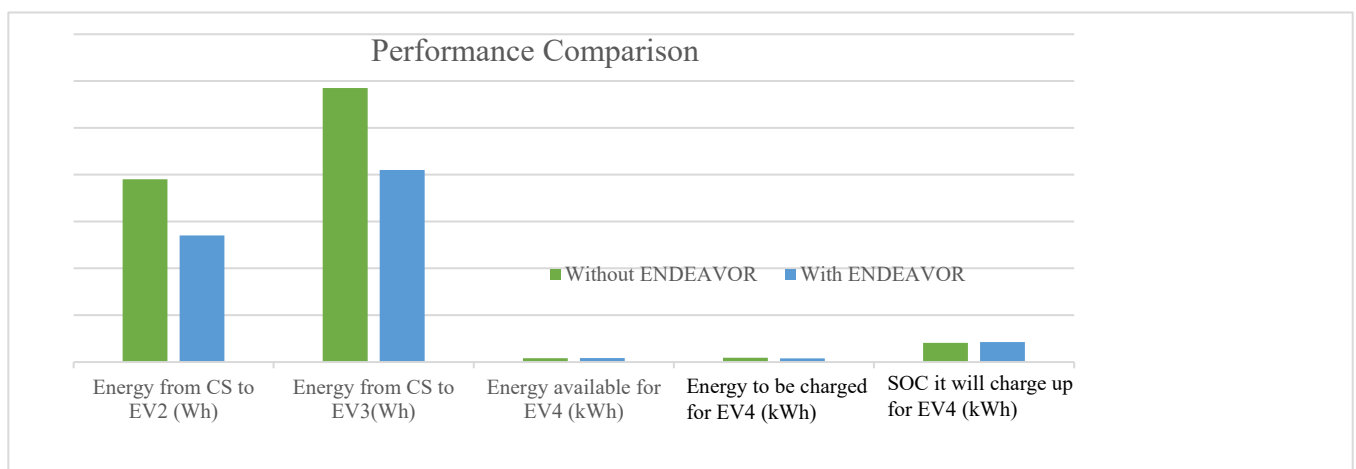 Performance Comparison
Without ENDEAVOR
With ENDEAVOR
Energy from CS to
EV2 (Wh)
Energy from CS to
EV3(Wh)
Energy available for
EV4 (kWh)
Energy to be charged
for EV4 (kWh)
SOC it will charge up
for EV4 (kWh)